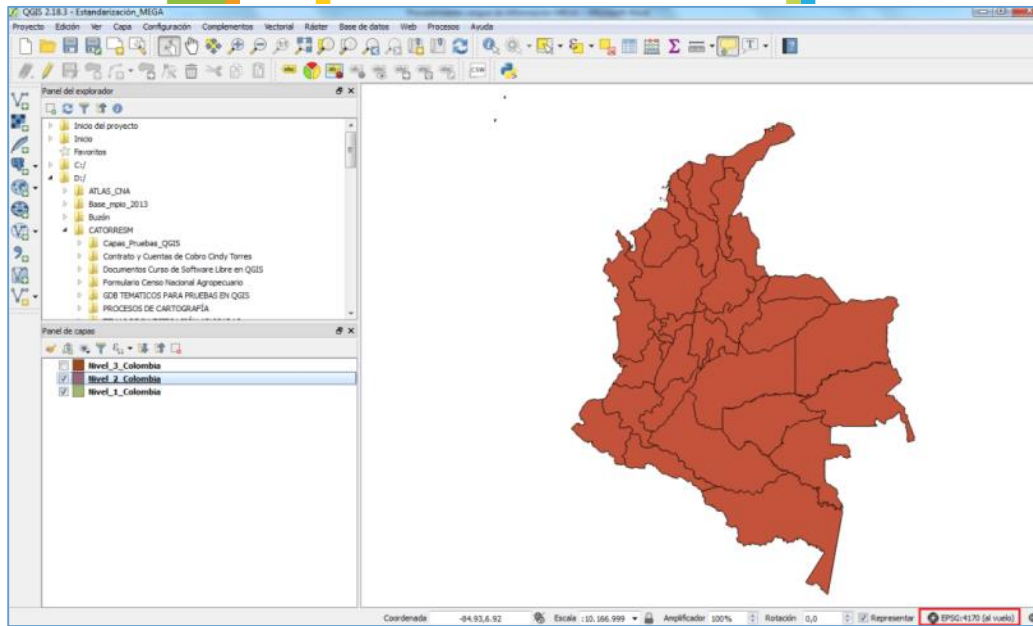 QGIS 2.18.3 - Estandarización_MEGA
Proyecto Edición Ver Capa Configuración Complementos Vectorial Ráster Base de datos Web Procesos Ayuda
Panel del explorador
Inicio del proyecto
Inicio
Favoritos
C:/
D:/
ATLAS_CNA
Base_mpio_2013
Buzón
CATORRESM
Capas_Pruebas_QGIS
Contrato y Cuentas de Cobro Cindy Torres
Documentos Curso de Software Libre en QGIS
Formulario Censo Nacional Agropecuario
GDB TEMATICOS PARA PRUEBAS EN QGIS
PROCESOS DE CARTOGRAFÍA
Panel de capas
Nivel_3_Colombia
Nivel_2_Colombia
Nivel_1_Colombia
Coordenada -84.93,6.92 Escala :10.166.999 Amplificador 100% Rotación 0,0 Representar EPSG:4170 (al vuelo)